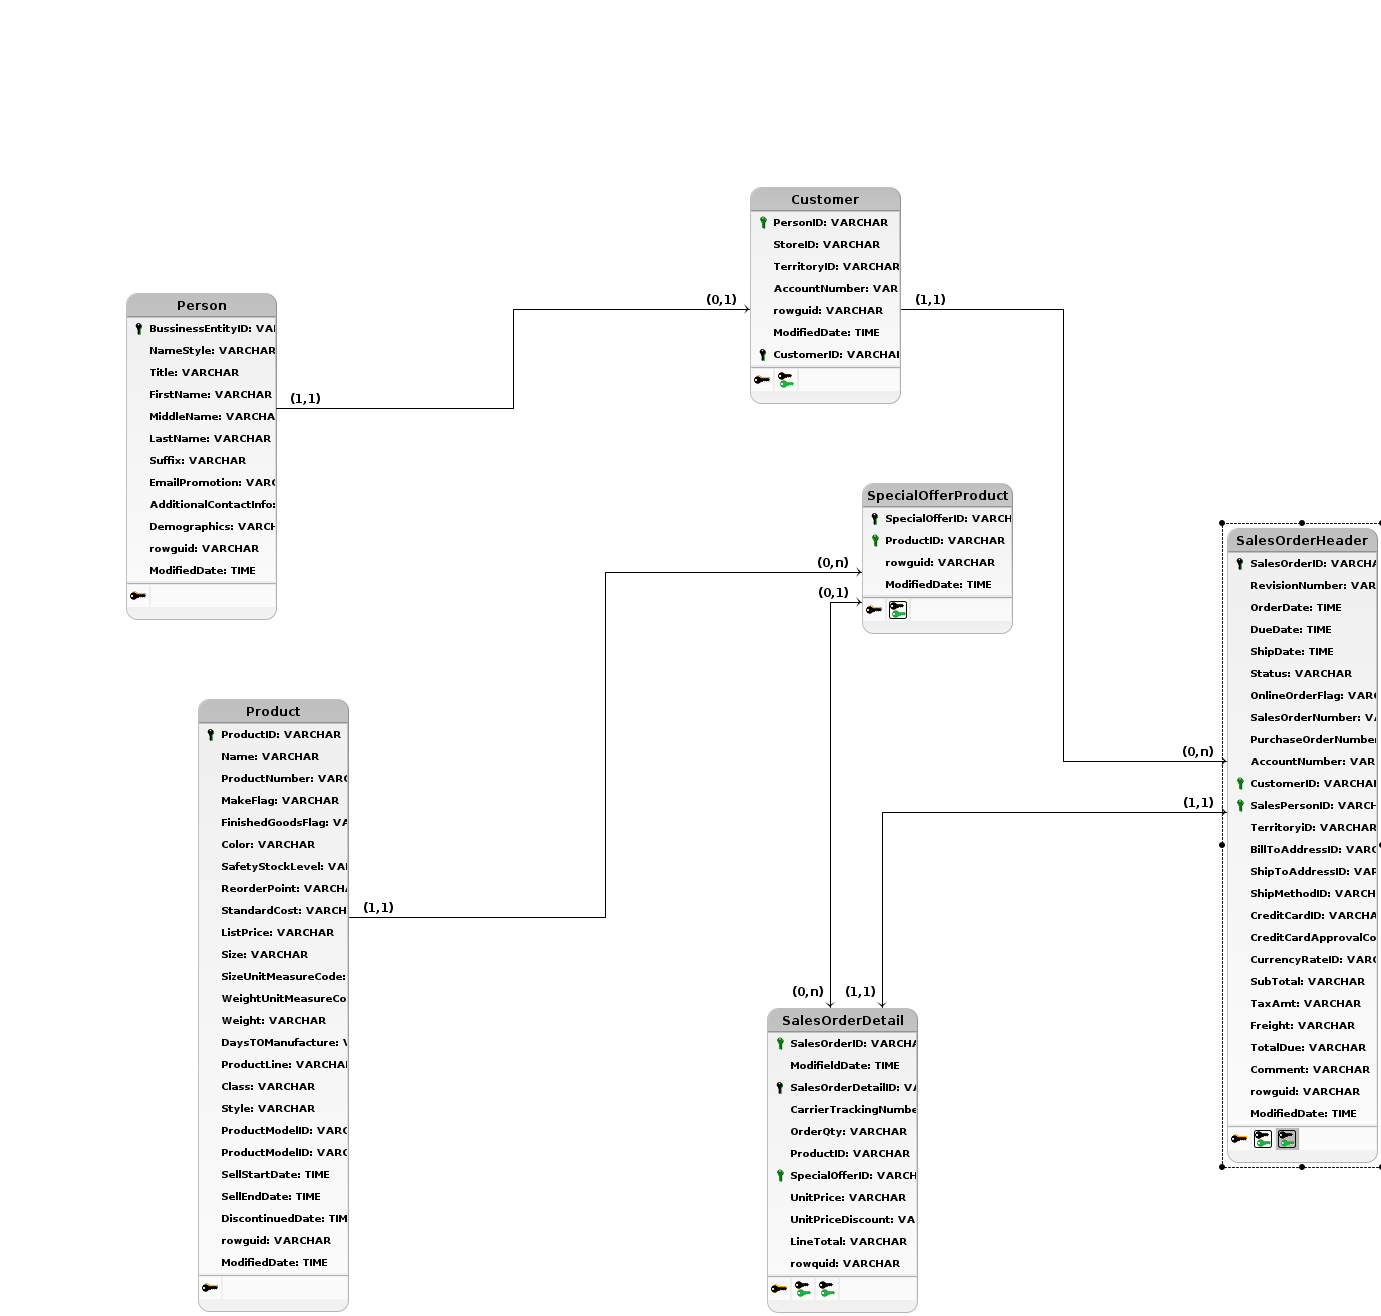 Customer
PersonID: VARCHAR
StoreID: VARCHAR
TerritoryID: VARCHAR
AccountNumber: VAR
rowguid: VARCHAR
ModifiedDate: TIME
CustomerID: VARCHAI
(0,1)
(1,1)
Person
BussinessEntityID: VAI
NameStyle: VARCHAR
Title: VARCHAR
FirstName: VARCHAR
MiddleName: VARCHA
LastName: VARCHAR
Suffix: VARCHAR
EmailPromotion: VARC
AdditionalContactInfo:
Demographics: VARCH
rowguid: VARCHAR
ModifiedDate: TIME
(1,1)
SpecialOfferProduct
SpecialOfferID: VARCH
ProductID: VARCHAR
rowguid: VARCHAR
ModifiedDate: TIME
(0,n)
(0,1)
SalesOrderHeader
SalesOrderID: VARCHA
RevisionNumber: VAR
OrderDate: TIME
DueDate: TIME
ShipDate: TIME
Status: VARCHAR
OnlineOrderFlag: VARC
SalesOrderNumber: VA
PurchaseOrderNumber
AccountNumber: VAR
CustomerID: VARCHAI
SalesPersonID: VARCH
TerritoryiD: VARCHAR
BillToAddressID: VARC
ShipToAddressID: VAR
ShipMethodID: VARCH
CreditCardID: VARCHA
CreditCardApprovalCo
CurrencyRateID: VARC
SubTotal: VARCHAR
TaxAmt: VARCHAR
Freight: VARCHAR
TotalDue: VARCHAR
Comment: VARCHAR
rowguid: VARCHAR
ModifiedDate: TIME
(0,n)
(1,1)
Product
ProductID: VARCHAR
Name: VARCHAR
ProductNumber: VARC
MakeFlag: VARCHAR
FinishedGoodsFlag: VA
Color: VARCHAR
SafetyStockLevel: VAI
ReorderPoint: VARCHA
StandardCost: VARCH
ListPrice: VARCHAR
Size: VARCHAR
SizeUnitMeasureCode:
WeightUnitMeasureCo
Weight: VARCHAR
DaysTOManufacture: V
ProductLine: VARCHAI
Class: VARCHAR
Style: VARCHAR
ProductModelID: VARC
ProductModelID: VARC
SellStartDate: TIME
SellEndDate: TIME
DiscontinuedDate: TIM
rowguid: VARCHAR
ModifiedDate: TIME
(1,1)
(0,n)
(1,1)
SalesOrderDetail
SalesOrderID: VARCHA
ModifieldDate: TIME
SalesOrderDetailID: VA
CarrierTrackingNumbe
OrderQty: VARCHAR
ProductID: VARCHAR
SpecialOfferID: VARCH
UnitPrice: VARCHAR
UnitPriceDiscount: VA
LineTotal: VARCHAR
rowquid: VARCHAR